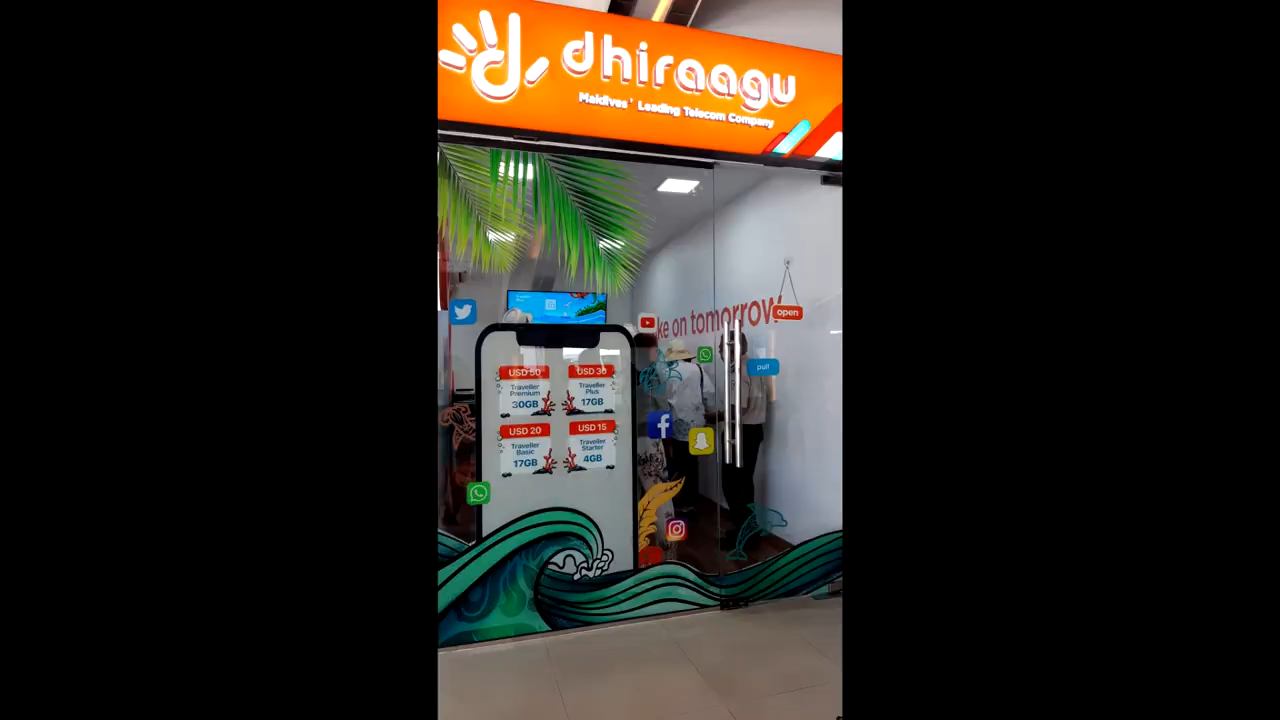 dhiraagu
Maldives' Leading Telecom Company
ke on tomorrow
open
pull
USD 50
Traveller
Premium
30GB
USD 30
Traveller
Plus
17GB
USD 20
Traveller
Basic
17GB
USD 15
Traveller
Starter
4GB